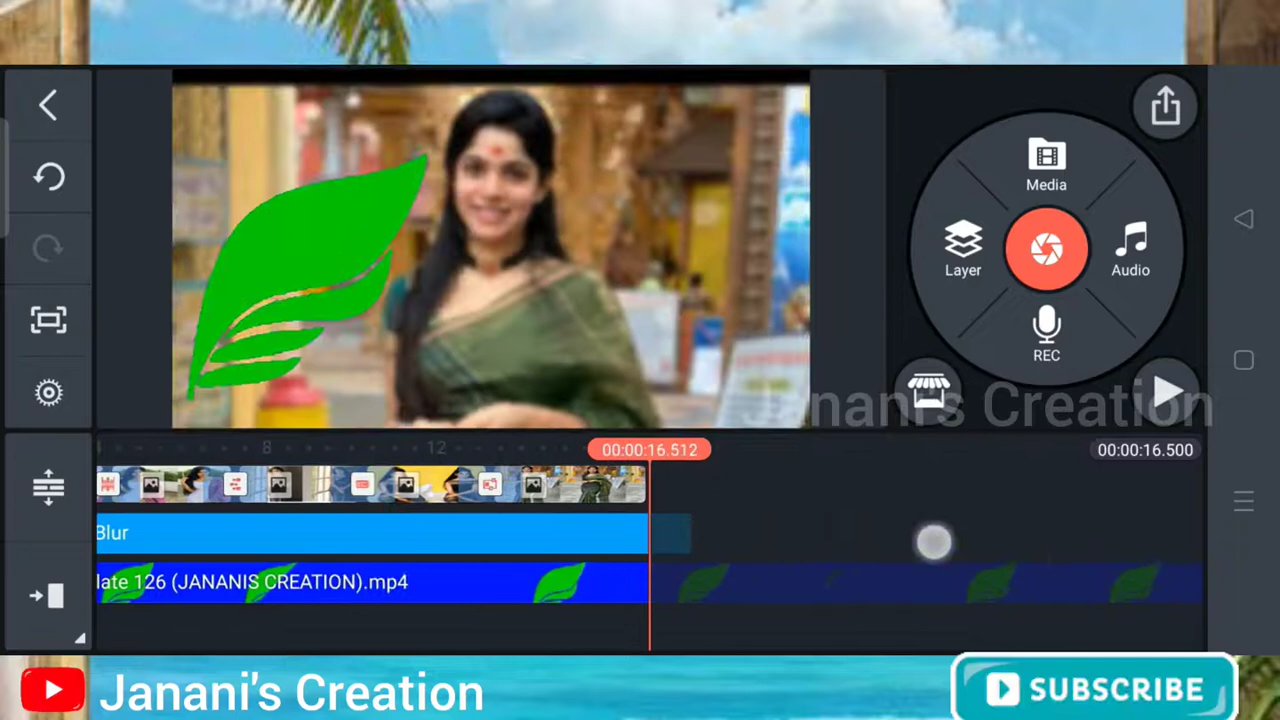 Media
Layer
Audio
REC
Janani's Creation
8
12
00:00:16.512
00:00:16.500
Blur
late 126 (JANANIS CREATION).mp4
Janani's Creation
SUBSCRIBE